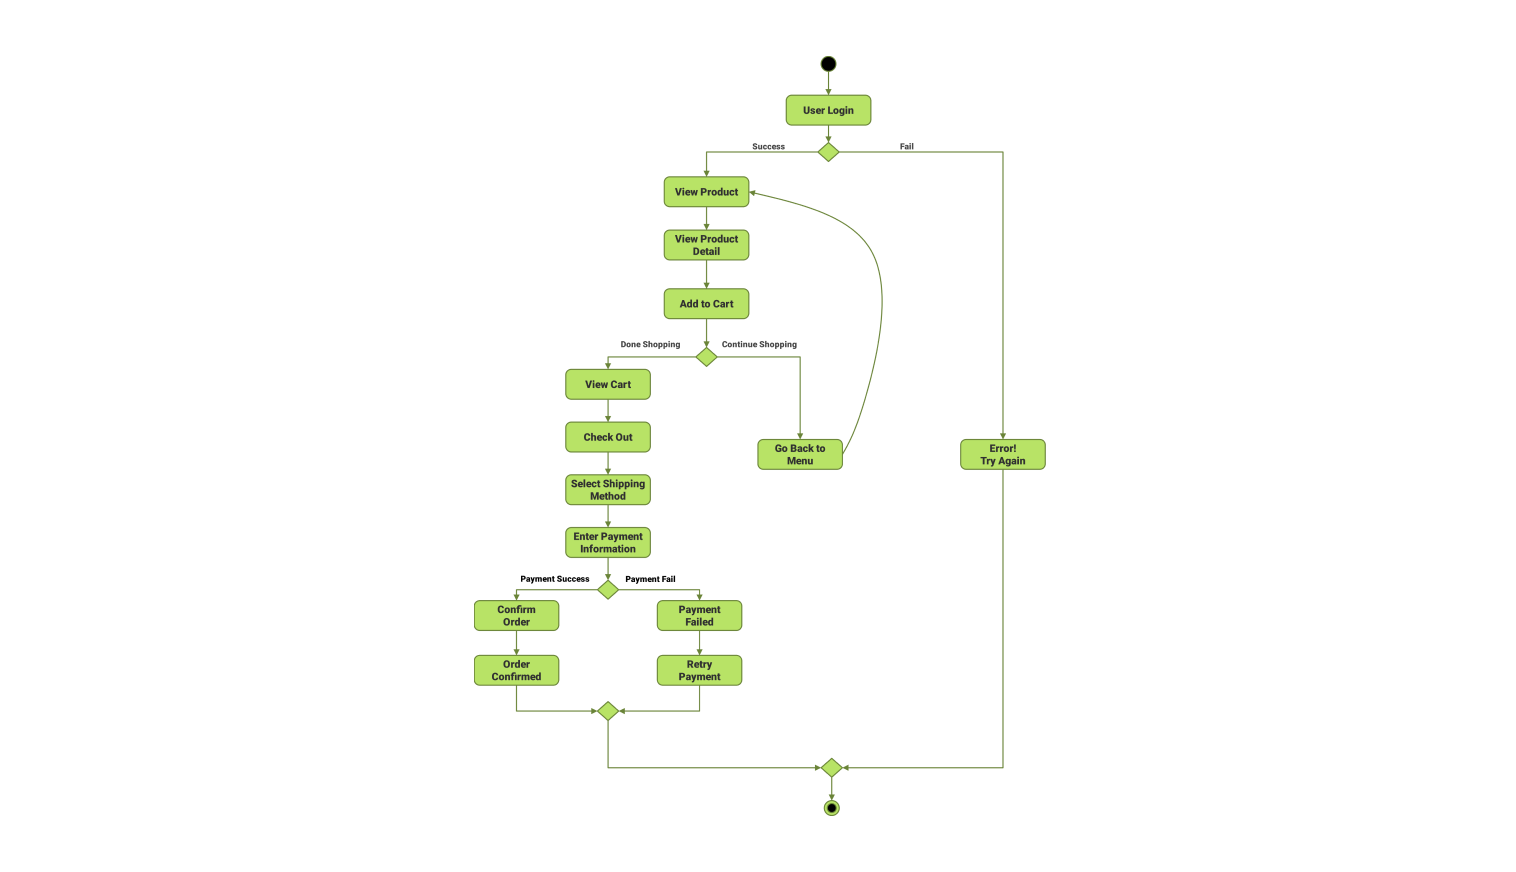 User Login
Success
Fail
View Product
View Product
Detail
Add to Cart
Done Shopping
Continue Shopping
View Cart
Check Out
Go Back to
Menu
Error!
Try Again
Select Shipping
Method
Enter Payment
Information
Payment Success
Payment Fail
Confirm
Order
Payment
Failed
Order
Confirmed
Retry
Payment